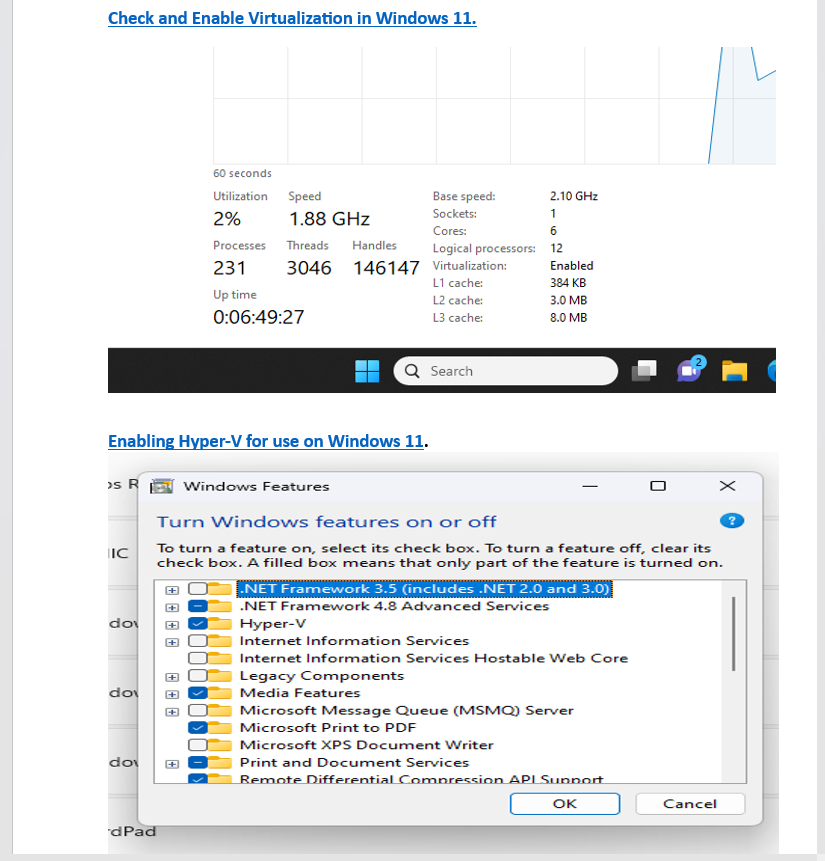 Check and Enable Virtualization in Windows 11.
60 seconds
Utilization Speed Base speed: 2.10 GHz
2% 1.88 GHz Sockets: 1
Cores: 6
Processes Threads Handles Logical processors: 12
231 3046 146147 Virtualization: Enabled
L1 cache: 384 KB
Up time L2 cache: 3.0 MB
0:06:49:27 L3 cache: 8.0 MB
Search 2
Enabling Hyper-V for use on Windows 11.
Windows Features
Turn Windows features on or off
?
To turn a feature on, select its check box. To turn a feature off, clear its
check box. A filled box means that only part of the feature is turned on.
.NET Framework 3.5 (includes .NET 2.0 and 3.0)
.NET Framework 4.8 Advanced Services
Hyper-V
Internet Information Services
Internet Information Services Hostable Web Core
Legacy Components
Media Features
Microsoft Message Queue (MSMQ) Server
Microsoft Print to PDF
Microsoft XPS Document Writer
Print and Document Services
Remote Differential Compression API Support
OK Cancel
dPad